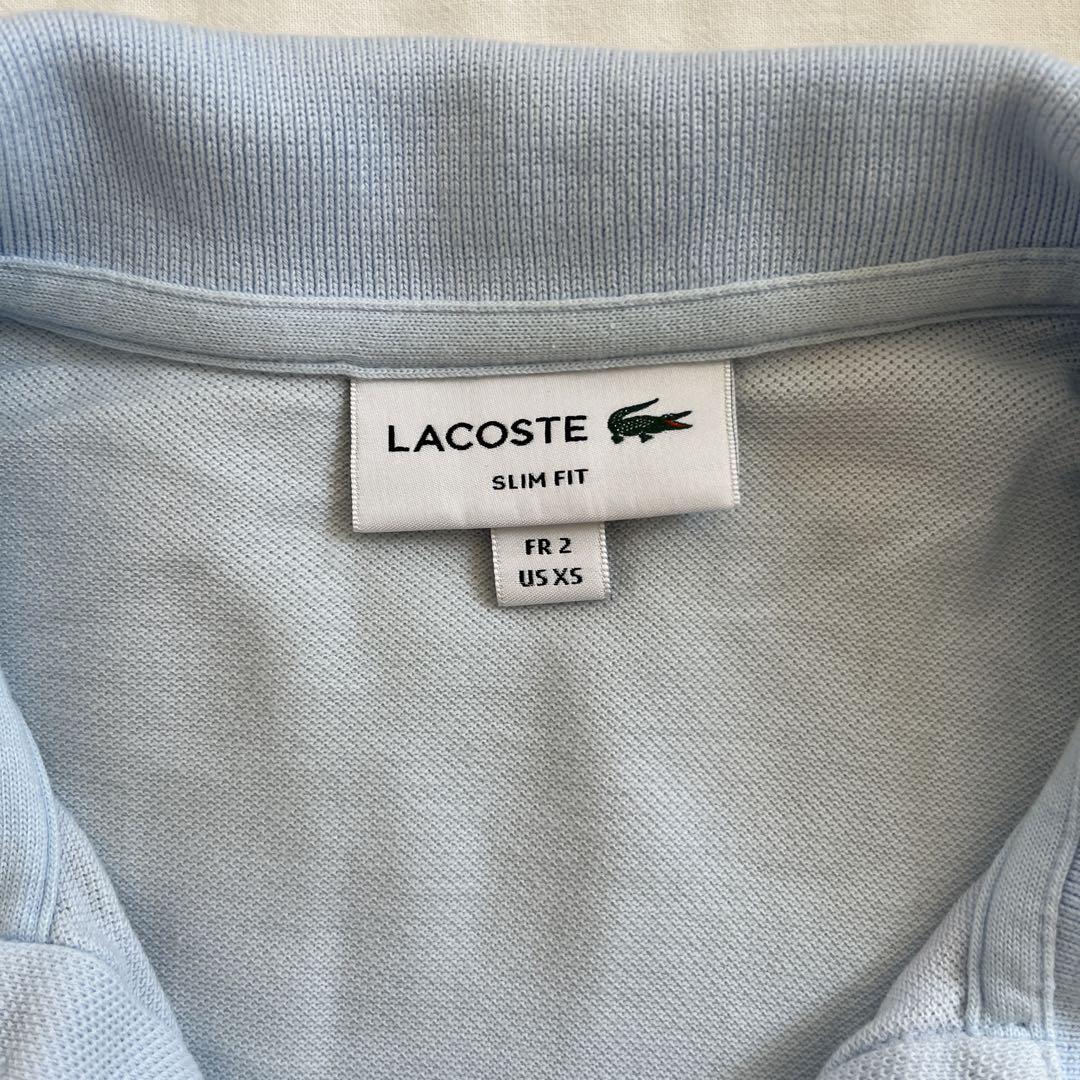 LACOSTE
SLIM FIT
FR 2
US XS